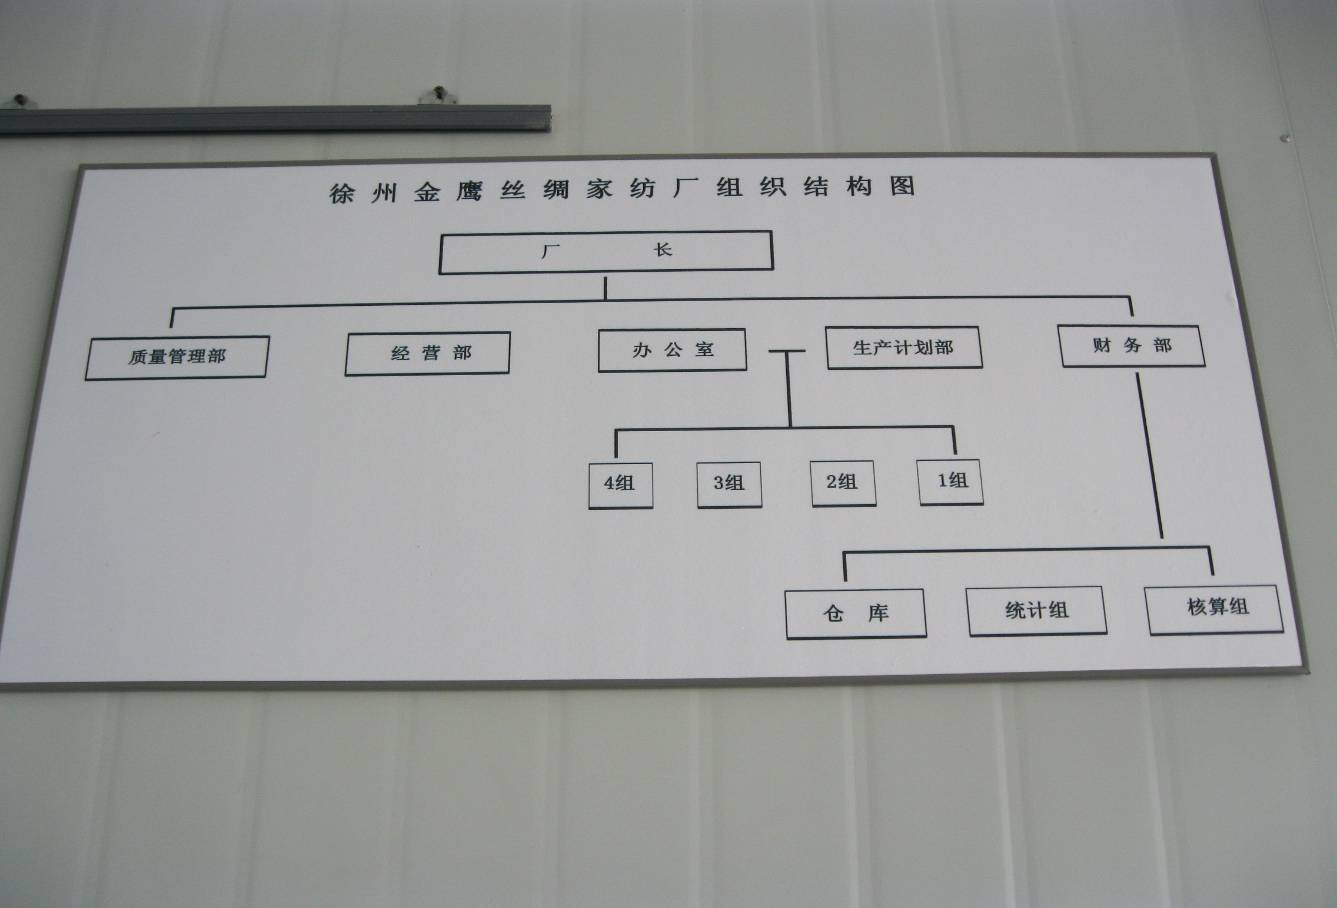 徐州金鹰丝绸家纺厂组织结构图
厂 长
质量管理部 经营部 办公室 生产计划部 财务部
4组 3组 2组 1组
仓库 统计组 核算组